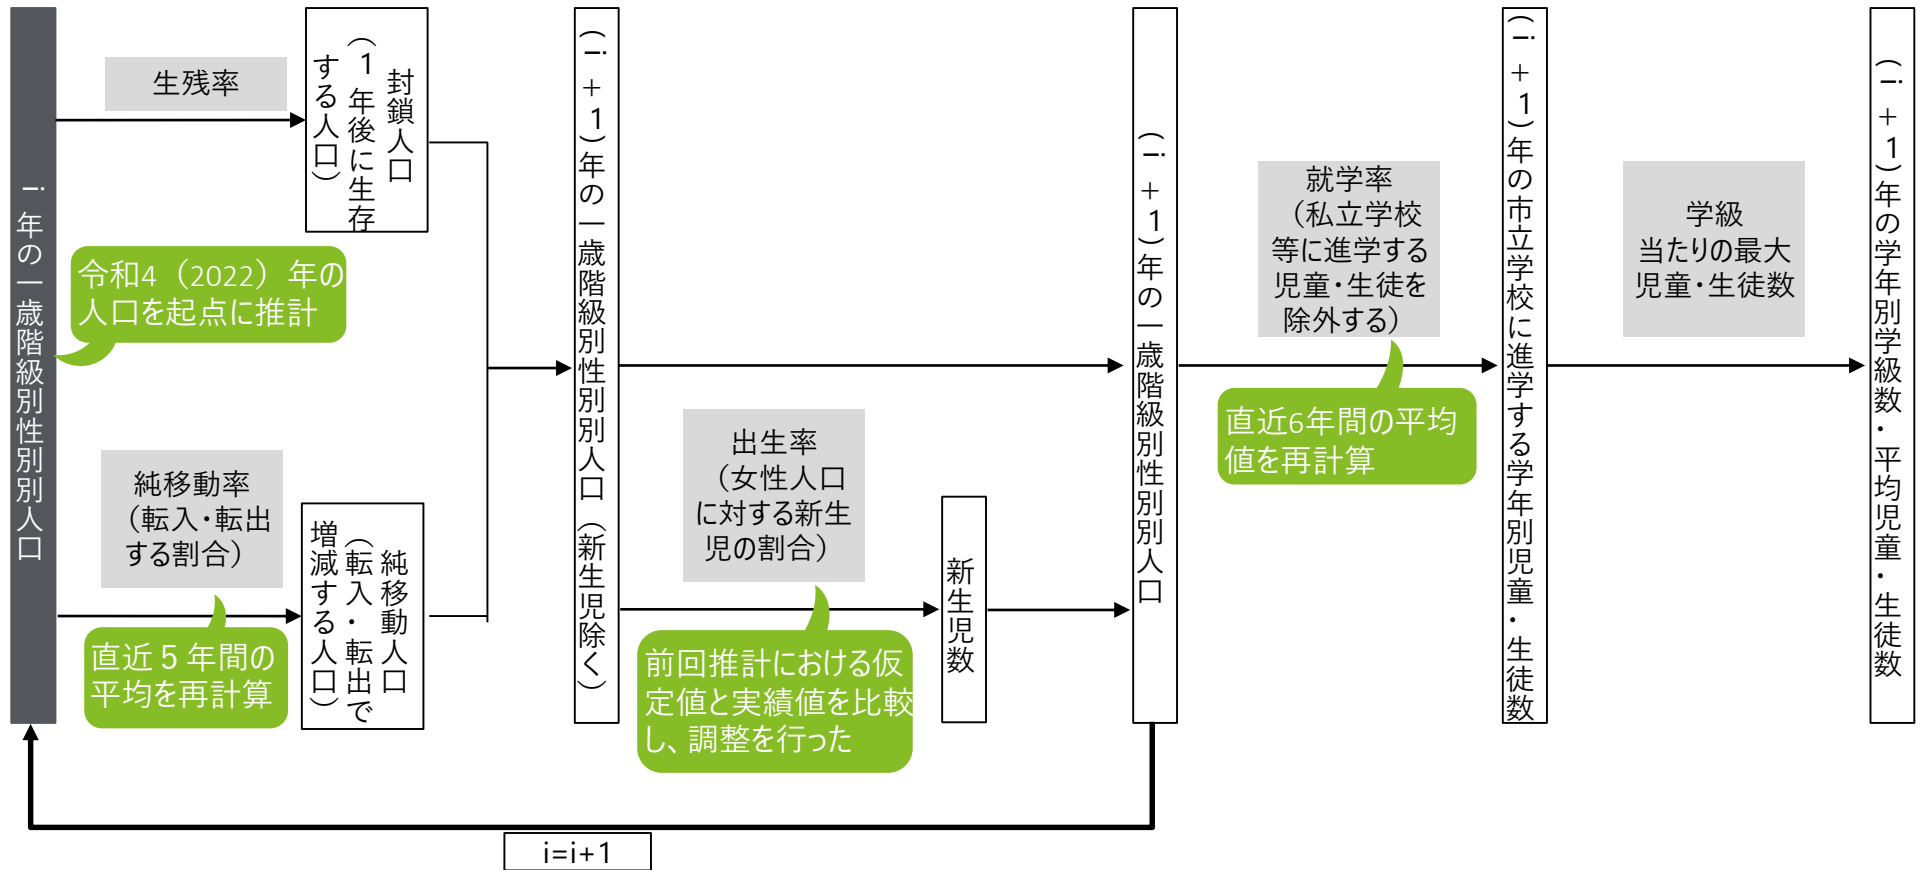 i年の一歳階級別性別別人口
生残率
封鎖人口
（1年後に生存
する人口）
令和4（2022）年の
人口を起点に推計
純移動率
（転入・転出
する割合）
直近５年間の
平均を再計算
純移動人口
（転入・転出で
増減する人口）
（i+1）年の一歳階級別性別別人口（新生児除く）
出生率
（女性人口
に対する新生
児の割合）
前回推計における仮
定値と実績値を比較
し、調整を行った
新生児数
（i+1）年の一歳階級別性別別人口
就学率
（私立学校
等に進学する
児童・生徒を
除外する）
直近6年間の平均
値を再計算
（i+1）年の市立学校に進学する学年別児童・生徒数
学級
当たりの最大
児童・生徒数
（i+1）年の学年別学級数・平均児童・生徒数
i=i+1